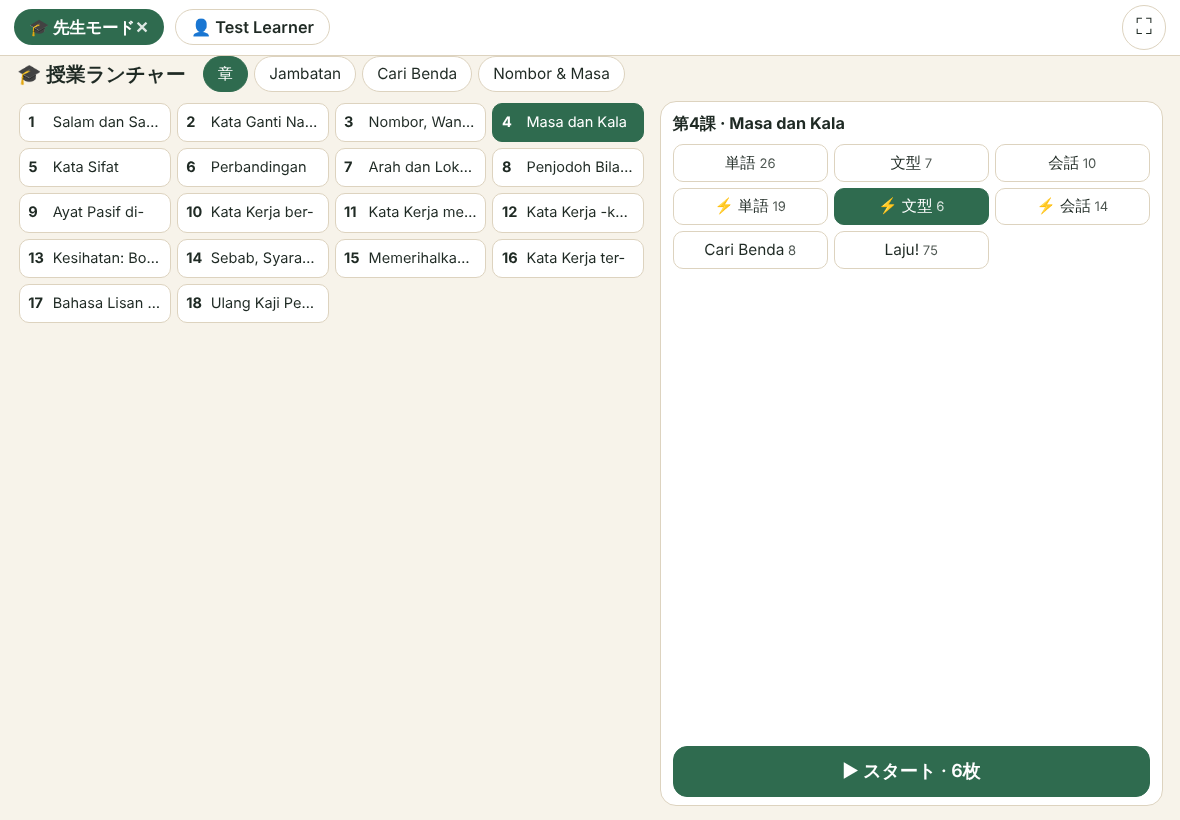 🎓 先生モード✕
👤 Test Learner
🎓 授業ランチャー
章
Jambatan
Cari Benda
Nombor & Masa
1 Salam dan Sa...
2 Kata Ganti Na...
3 Nombor, Wan...
4 Masa dan Kala
5 Kata Sifat
6 Perbandingan
7 Arah dan Lok...
8 Penjodoh Bila...
9 Ayat Pasif di-
10 Kata Kerja ber-
11 Kata Kerja me...
12 Kata Kerja -k...
13 Kesihatan: Bo...
14 Sebab, Syara...
15 Memerihalka...
16 Kata Kerja ter-
17 Bahasa Lisan ...
18 Ulang Kaji Pe...
第4課 · Masa dan Kala
単語 26
文型 7
会話 10
⚡ 単語 19
⚡ 文型 6
⚡ 会話 14
Cari Benda 8
Laju! 75
▶ スタート · 6枚